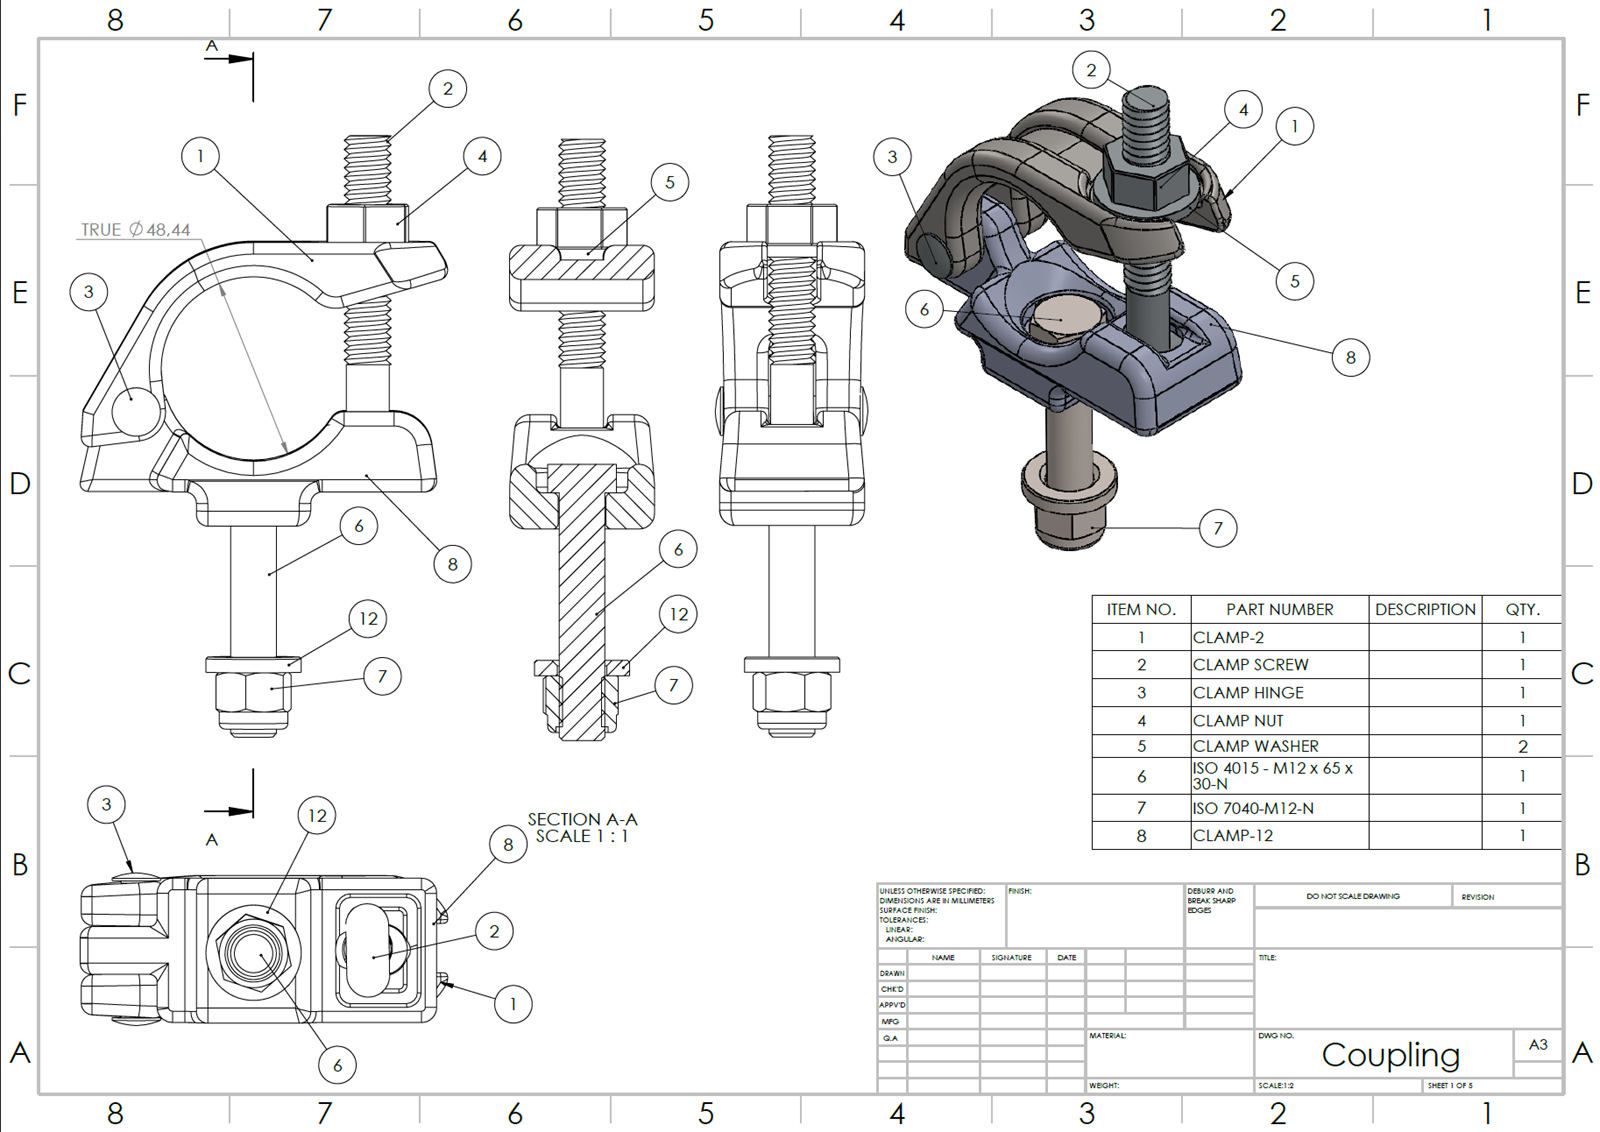 8 7 6 5 4 3 2 1
F
E
D
C
B
A
F
E
D
C
B
A
A
2
1
4
TRUE Ø48,44
3
3
6
8
12
7
5
6
12
7
2
4
1
3
5
6
8
7
A
SECTION A-A
SCALE 1 : 1
3
12
8
2
1
6
ITEM NO. PART NUMBER DESCRIPTION QTY.
1 CLAMP-2 1
2 CLAMP SCREW 1
3 CLAMP HINGE 1
4 CLAMP NUT 1
5 CLAMP WASHER 2
6 ISO 4015 - M12 x 65 x 30-N 1
7 ISO 7040-M12-N 1
8 CLAMP-12 1
UNLESS OTHERWISE SPECIFIED:
DIMENSIONS ARE IN MILLIMETERS
SURFACE FINISH:
TOLERANCES:
LINEAR:
ANGULAR:
FINISH:
DEBURR AND
BREAK SHARP
EDGES
DO NOT SCALE DRAWING
REVISION
NAME SIGNATURE DATE
DRAWN
CHK'D
APPV'D
MFG
Q.A
TITLE:
MATERIAL:
DWG NO.
Coupling
A3
WEIGHT:
SCALE:1:2
SHEET 1 OF 5
8 7 6 5 4 3 2 1